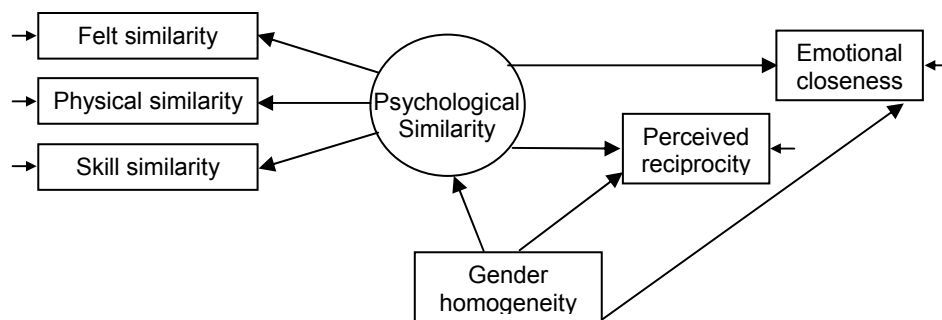 Felt similarity
Physical similarity
Skill similarity
Psychological
Similarity
Emotional
closeness
Perceived
reciprocity
Gender
homogeneity